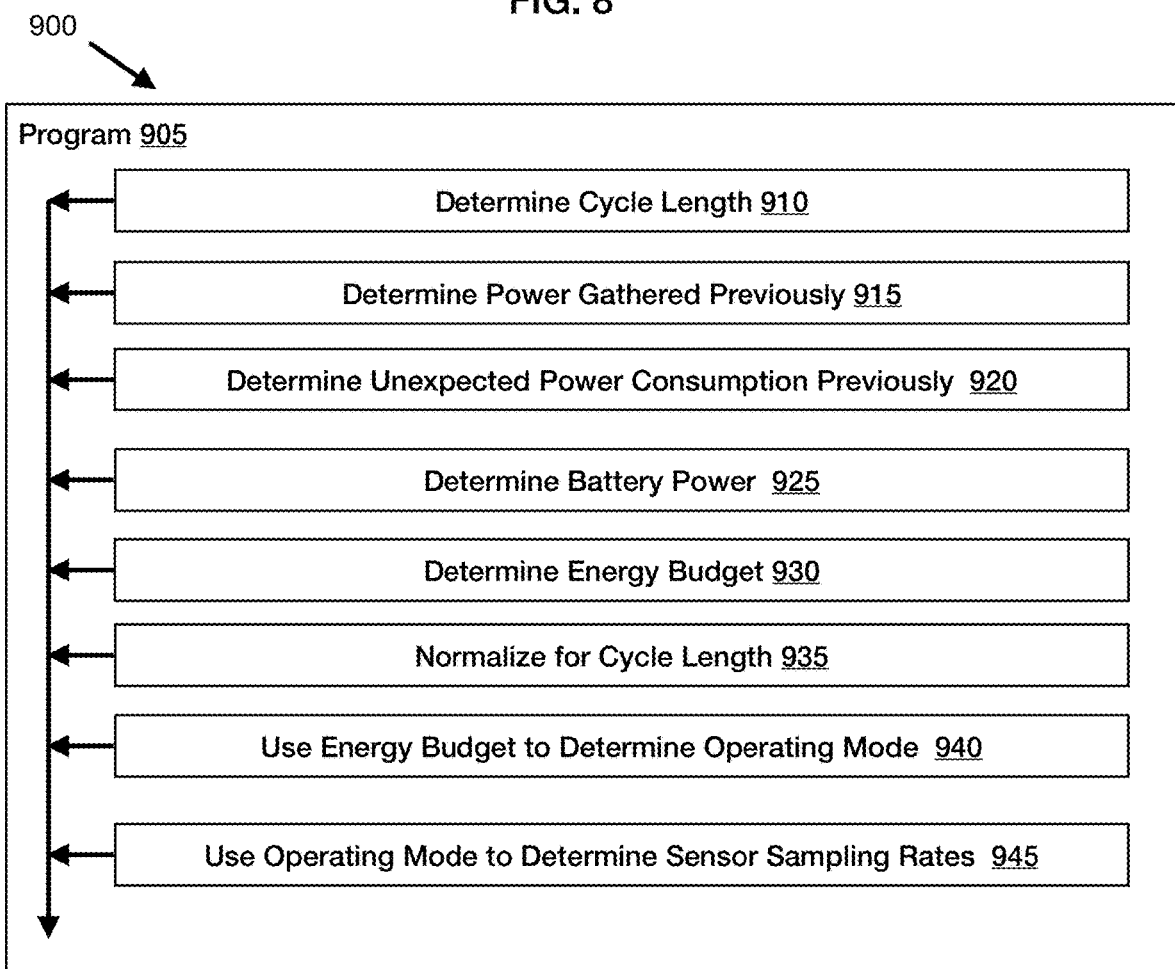 FIG. 8
900
Program 905
Determine Cycle Length 910
Determine Power Gathered Previously 915
Determine Unexpected Power Consumption Previously 920
Determine Battery Power 925
Determine Energy Budget 930
Normalize for Cycle Length 935
Use Energy Budget to Determine Operating Mode 940
Use Operating Mode to Determine Sensor Sampling Rates 945